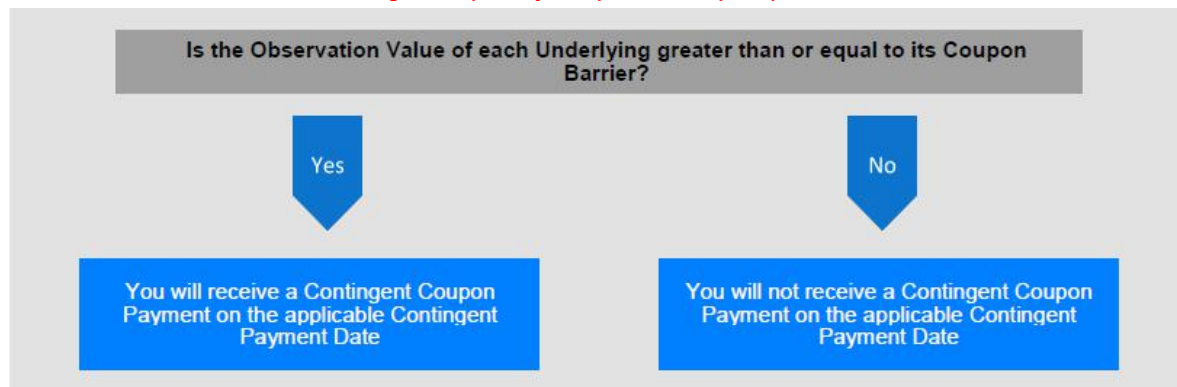 Is the Observation Value of each Underlying greater than or equal to its Coupon
Barrier?
Yes
No
You will receive a Contingent Coupon
Payment on the applicable Contingent
Payment Date
You will not receive a Contingent Coupon
Payment on the applicable Contingent
Payment Date